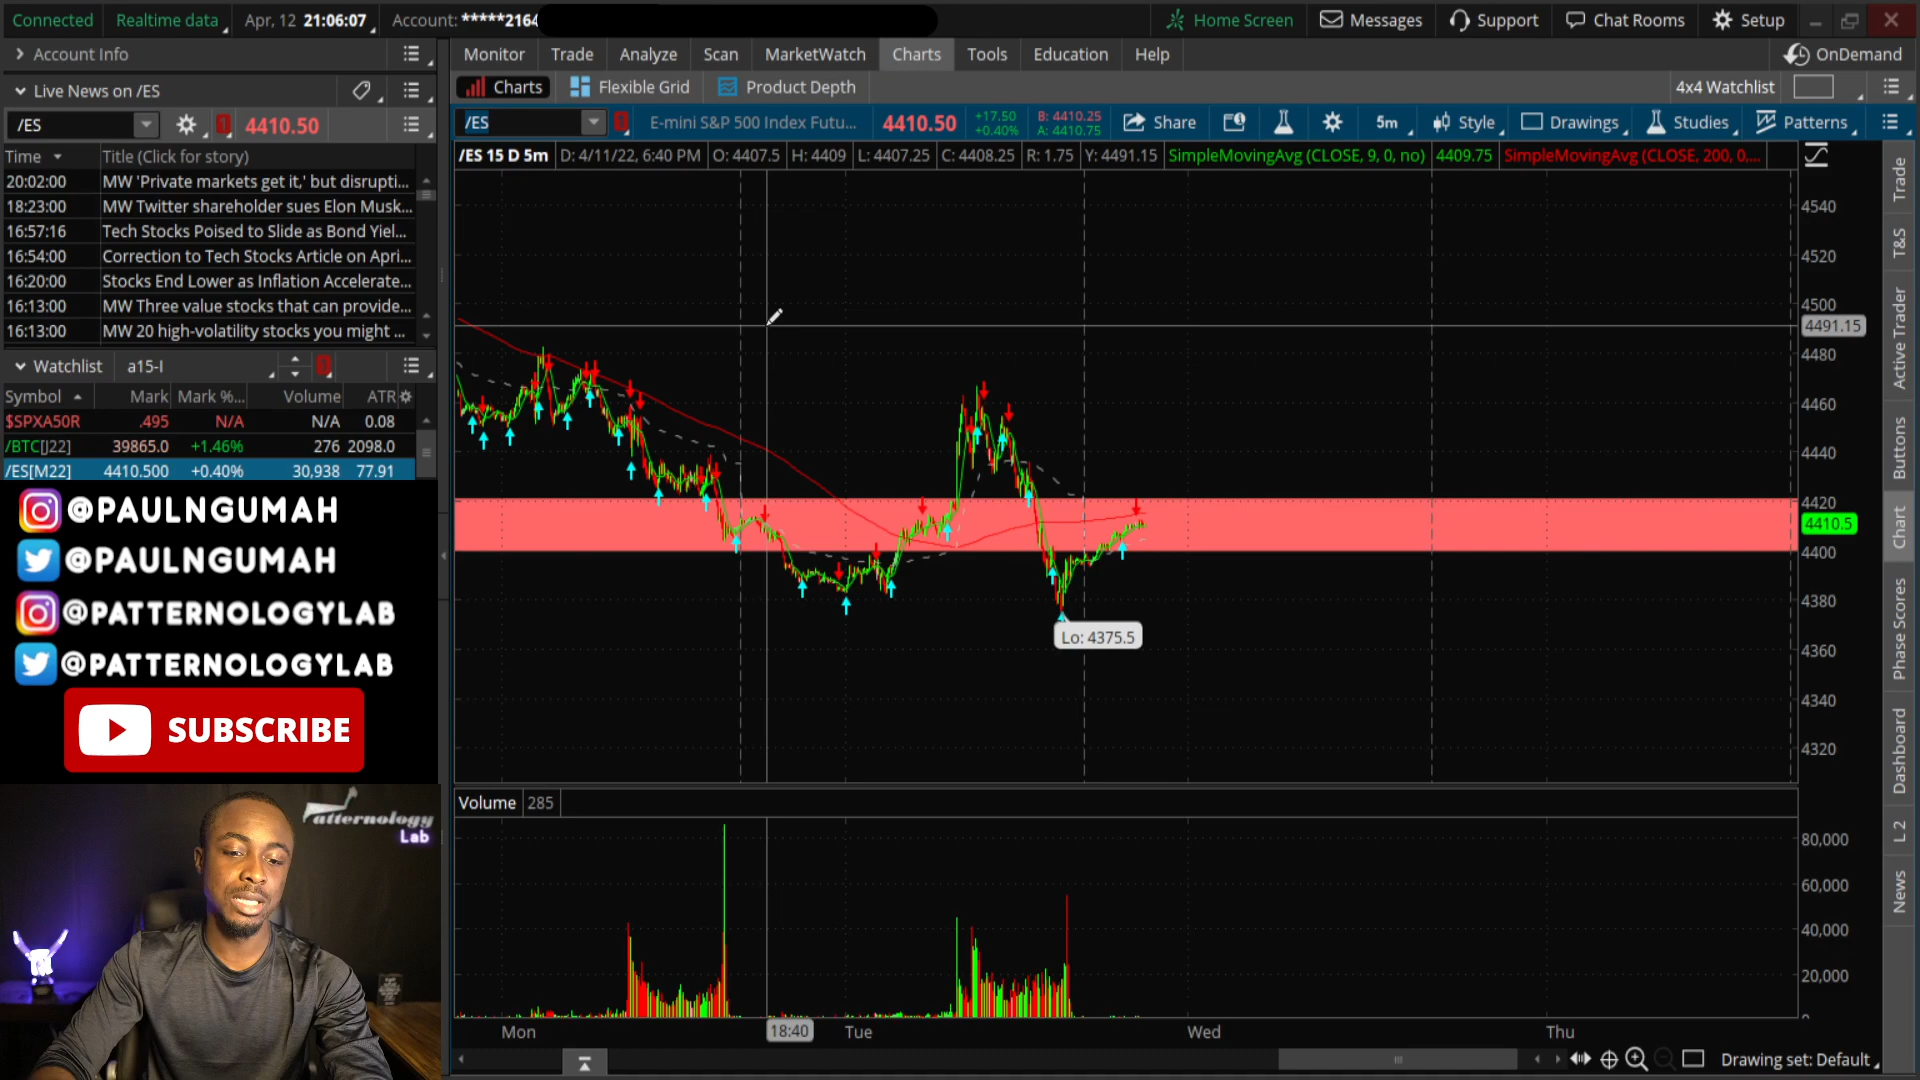 Connected Realtime data Apr, 12 21:06:07 Account: *****2164 Home Screen Messages Support Chat Rooms Setup
Account Info
Monitor Trade Analyze Scan MarketWatch Charts Tools Education Help OnDemand
Live News on /ES
Charts Flexible Grid Product Depth 4x4 Watchlist
/ES 4410.50
/ES E-mini S&P 500 Index Futu... 4410.50 +17.50 +0.40% B: 4410.25 A: 4410.75 Share 5m Style Drawings Studies Patterns
/ES 15 D 5m D: 4/11/22, 6:40 PM O: 4407.5 H: 4409 L: 4407.25 C: 4408.25 R: 1.75 Y: 4491.15 SimpleMovingAvg (CLOSE, 9, 0, no) 4409.75 SimpleMovingAvg (CLOSE, 200, 0,...
Time Title (Click for story)
20:02:00 MW 'Private markets get it,' but disrupti...
18:23:00 MW Twitter shareholder sues Elon Musk...
16:57:16 Tech Stocks Poised to Slide as Bond Yiel...
16:54:00 Correction to Tech Stocks Article on Apri...
16:20:00 Stocks End Lower as Inflation Accelerate...
16:13:00 MW Three value stocks that can provide...
16:13:00 MW 20 high-volatility stocks you might ...
Watchlist a15-I
Symbol Mark Mark %... Volume ATR
$SPXA50R .495 N/A N/A 0.08
/BTC[J22] 39865.0 +1.46% 276 2098.0
/ES[M22] 4410.500 +0.40% 30,938 77.91
@PAULNGUMAH
@PAULNGUMAH
@PATTERNOLOGYLAB
@PATTERNOLOGYLAB
SUBSCRIBE
Patternology
Lab
4540
4520
4500
4491.15
4480
4460
4440
4420
4410.5
4400
4380
4360
4340
4320
Lo: 4375.5
Volume 285
80,000
60,000
40,000
20,000
0
Mon 18:40 Tue Wed Thu
Drawing set: Default
Trade
T&S
Active Trader
Buttons
Chart
Phase Scores
Dashboard
L 2
News